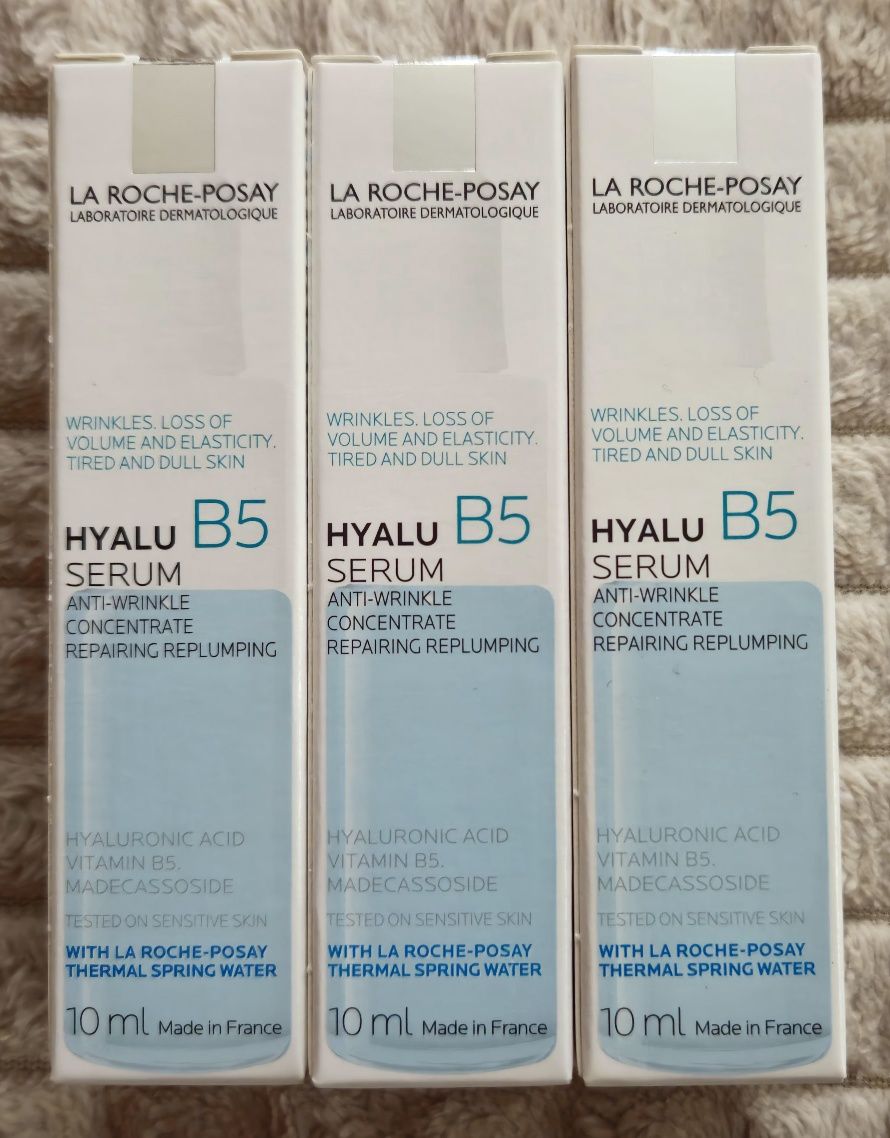 LA ROCHE-POSAY
LABORATOIRE DERMATOLOGIQUE
WRINKLES. LOSS OF
VOLUME AND ELASTICITY.
TIRED AND DULL SKIN
HYALU B5
SERUM
ANTI-WRINKLE
CONCENTRATE
REPAIRING REPLUMPING
HYALURONIC ACID
VITAMIN B5.
MADECASSOSIDE
TESTED ON SENSITIVE SKIN
WITH LA ROCHE-POSAY
THERMAL SPRING WATER
10 ml Made in France
LA ROCHE-POSAY
LABORATOIRE DERMATOLOGIQUE
WRINKLES. LOSS OF
VOLUME AND ELASTICITY.
TIRED AND DULL SKIN
HYALU B5
SERUM
ANTI-WRINKLE
CONCENTRATE
REPAIRING REPLUMPING
HYALURONIC ACID
VITAMIN B5.
MADECASSOSIDE
TESTED ON SENSITIVE SKIN
WITH LA ROCHE-POSAY
THERMAL SPRING WATER
10 ml Made in France
LA ROCHE-POSAY
LABORATOIRE DERMATOLOGIQUE
WRINKLES. LOSS OF
VOLUME AND ELASTICITY.
TIRED AND DULL SKIN
HYALU B5
SERUM
ANTI-WRINKLE
CONCENTRATE
REPAIRING REPLUMPING
HYALURONIC ACID
VITAMIN B5.
MADECASSOSIDE
TESTED ON SENSITIVE SKIN
WITH LA ROCHE-POSAY
THERMAL SPRING WATER
10 ml Made in France